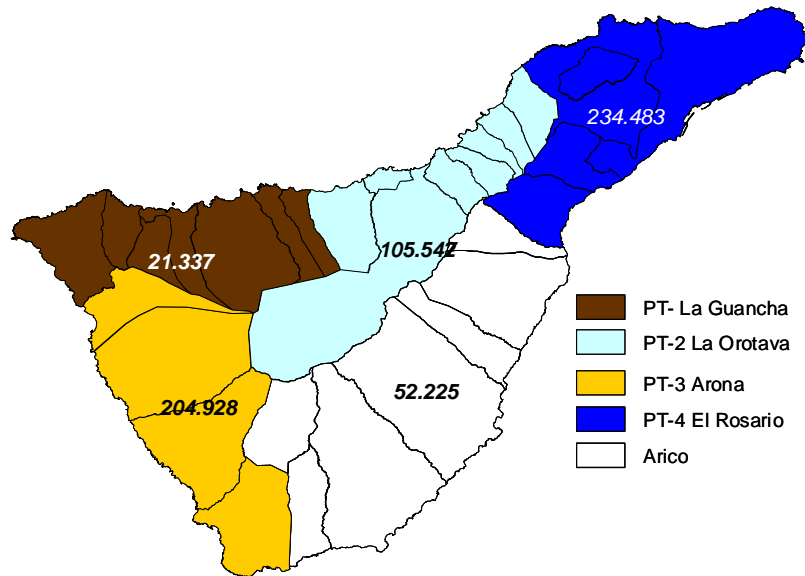 234.483
105.542
21.337
204.928
52.225
PT- La Guancha
PT-2 La Orotava
PT-3 Arona
PT-4 El Rosario
Arico